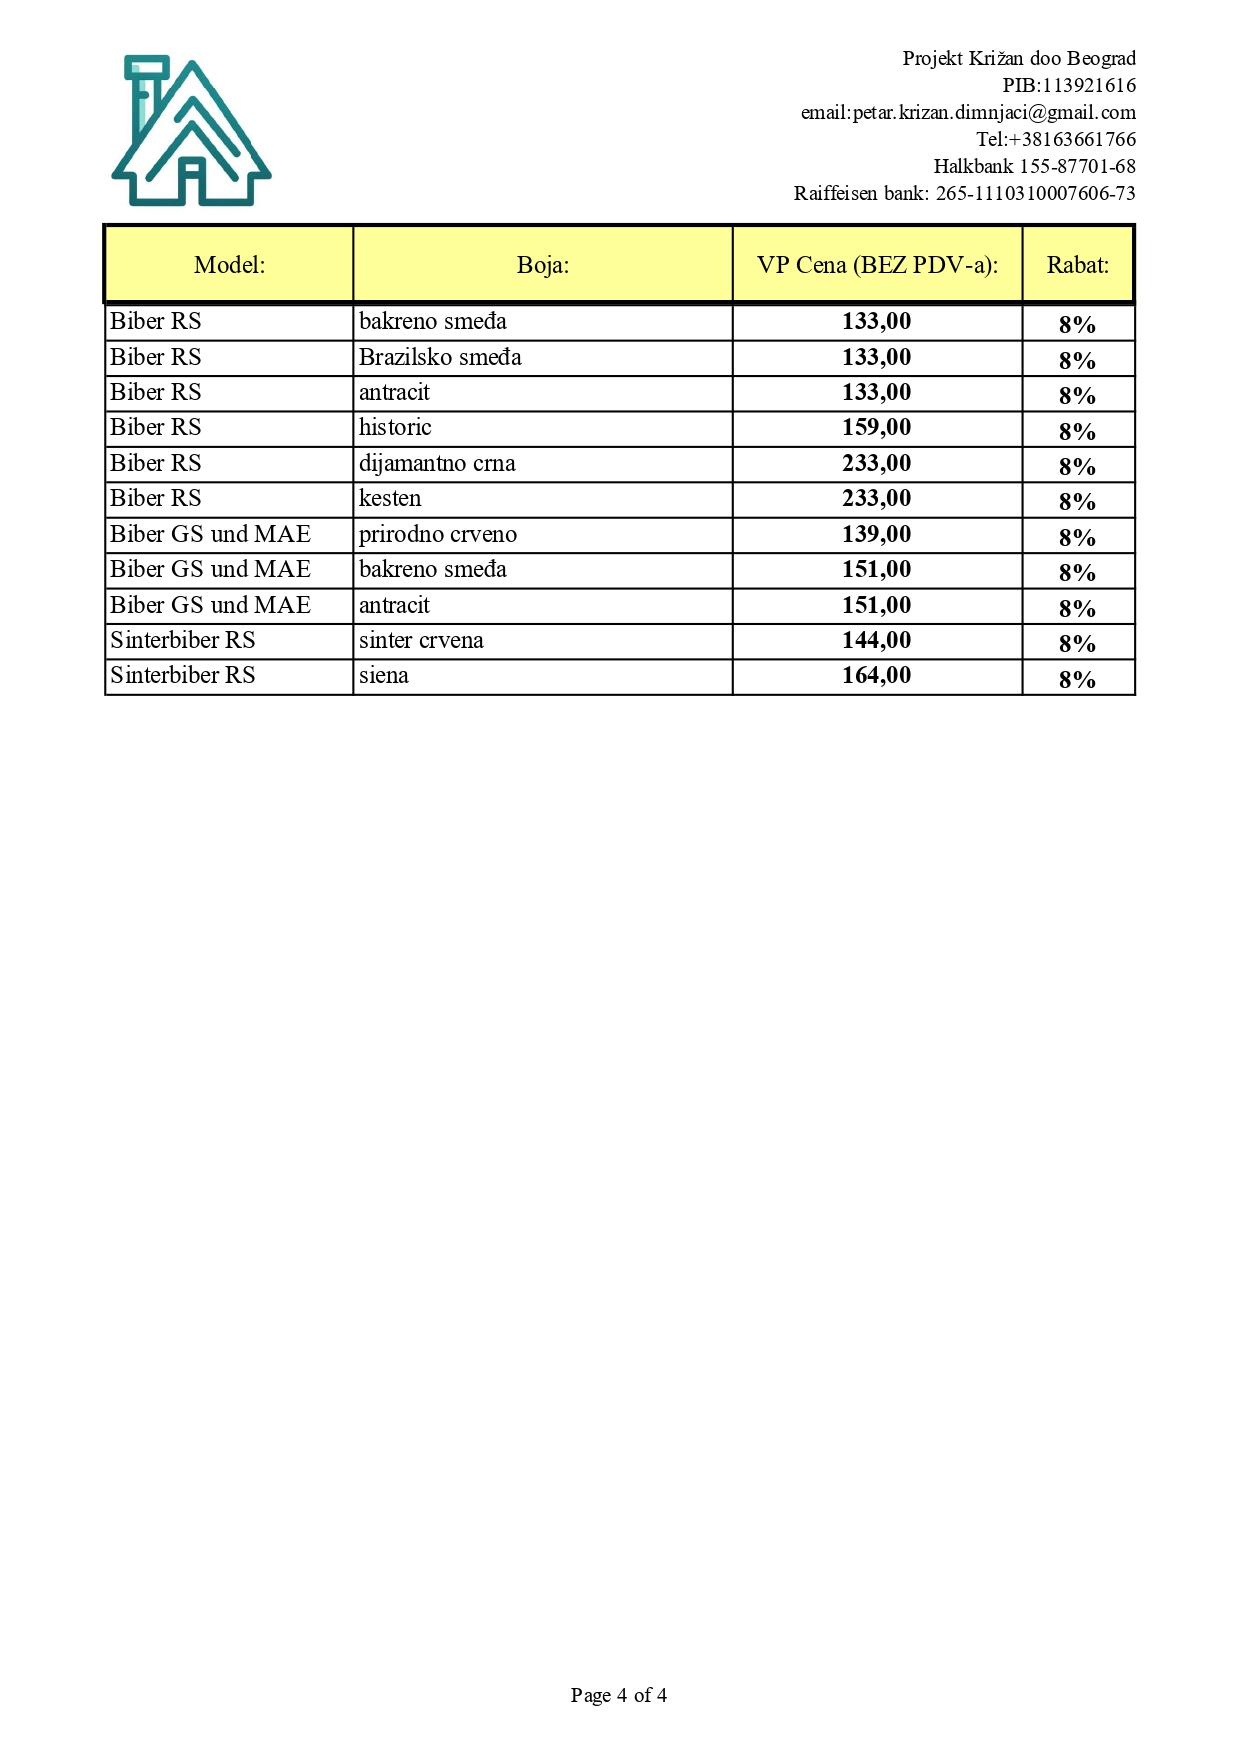 Projekt Križan doo Beograd
PIB:113921616
email:petar.krizan.dimnjaci@gmail.com
Tel:+38163661766
Halkbank 155-87701-68
Raiffeisen bank: 265-1110310007606-73
Model: Boja: VP Cena (BEZ PDV-a): Rabat:
Biber RS bakreno smeđa 133,00 8%
Biber RS Brazilsko smeđa 133,00 8%
Biber RS antracit 133,00 8%
Biber RS historic 159,00 8%
Biber RS dijamantno crna 233,00 8%
Biber RS kesten 233,00 8%
Biber GS und MAE prirodno crveno 139,00 8%
Biber GS und MAE bakreno smeđa 151,00 8%
Biber GS und MAE antracit 151,00 8%
Sinterbiber RS sinter crvena 144,00 8%
Sinterbiber RS siena 164,00 8%
Page 4 of 4